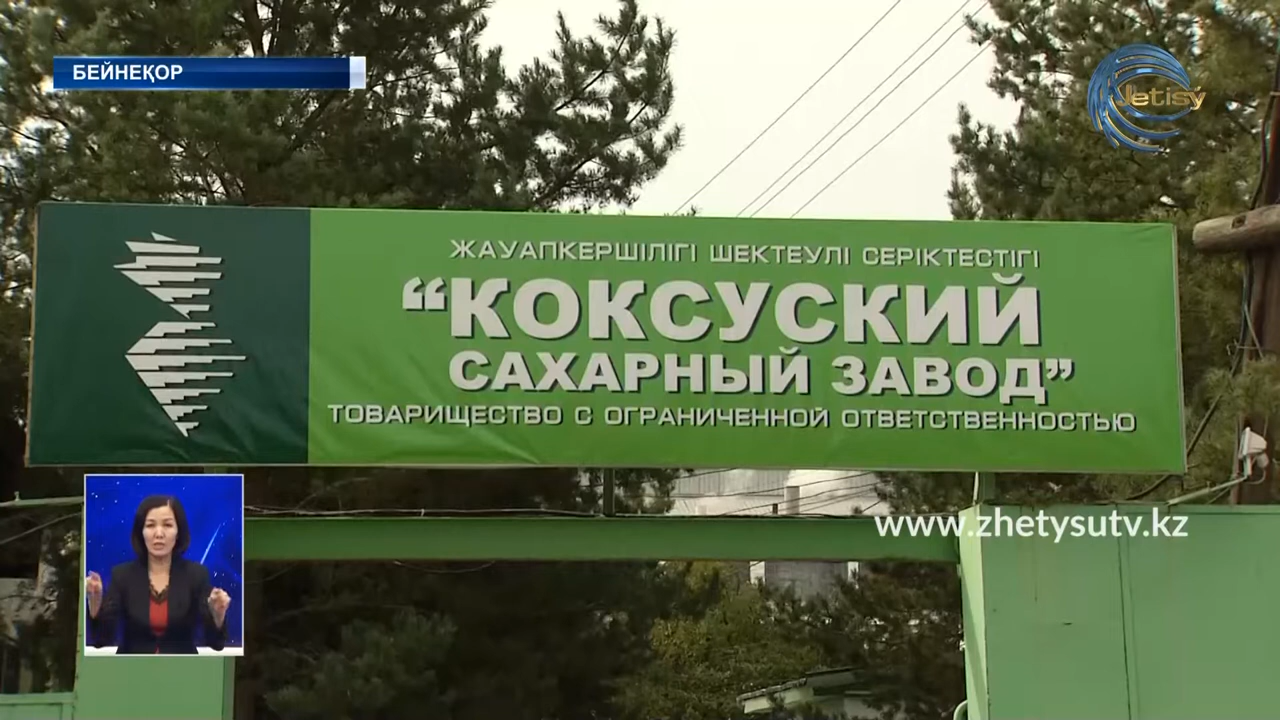 БЕЙНЕҚОР
Jetisý
ЖАУАПКЕРШІЛІГІ ШЕКТЕУЛІ СЕРІКТЕСТІГІ
“КОКСУСКИЙ
САХАРНЫЙ ЗАВОД”
ТОВАРИЩЕСТВО С ОГРАНИЧЕННОЙ ОТВЕТСТВЕННОСТЬЮ
www.zhetysutv.kz